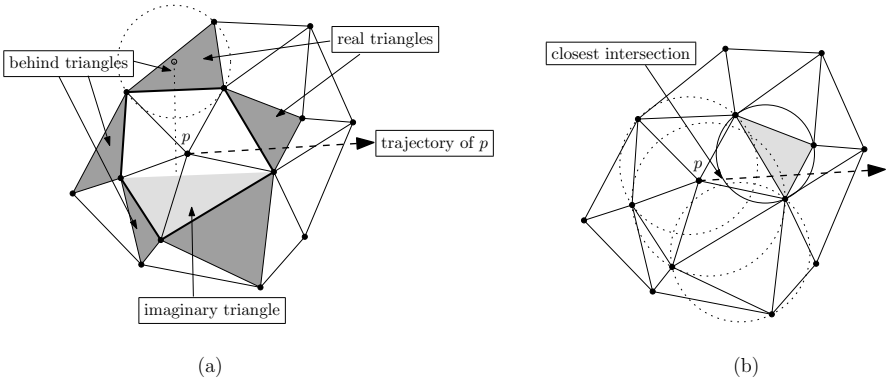 real triangles
behind triangles
p
trajectory of p
imaginary triangle
(a)
closest intersection
p
(b)